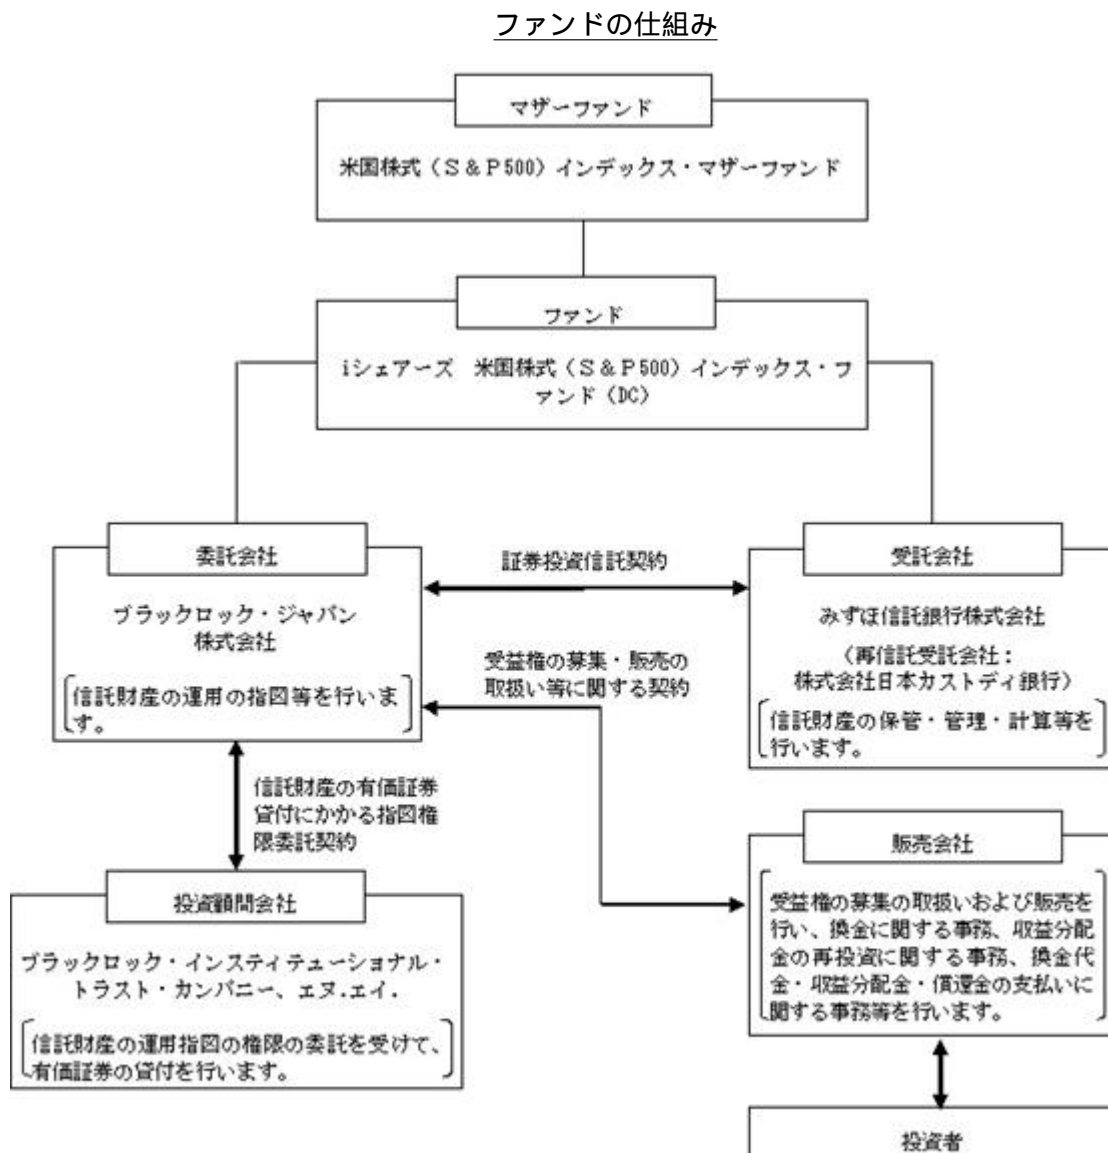 ファンドの仕組み
マザーファンド
米国株式（S＆P500）インデックス・マザーファンド
ファンド
iシェアーズ　米国株式（S＆P500）インデックス・フ
ァンド（DC）
委託会社
ブラックロック・ジャパン
株式会社
信託財産の運用の指図等を行いま
す。
証券投資信託契約
受益権の募集・販売の
取扱い等に関する契約
受託会社
みずほ信託銀行株式会社
（再信託受託会社：
株式会社日本カストディ銀行）
信託財産の保管・管理・計算等を
行います。
信託財産の有価証券
貸付にかかる指図権
限委託契約
投資顧問会社
ブラックロック・インスティテューショナル・
トラスト・カンパニー、エヌ.エイ.
信託財産の運用指図の権限の委託を受けて、
有価証券の貸付を行います。
販売会社
受益権の募集の取扱いおよび販売を
行い、換金に関する事務、収益分配
金の再投資に関する事務、換金代
金・収益分配金・償還金の支払いに
関する事務等を行います。
投資者